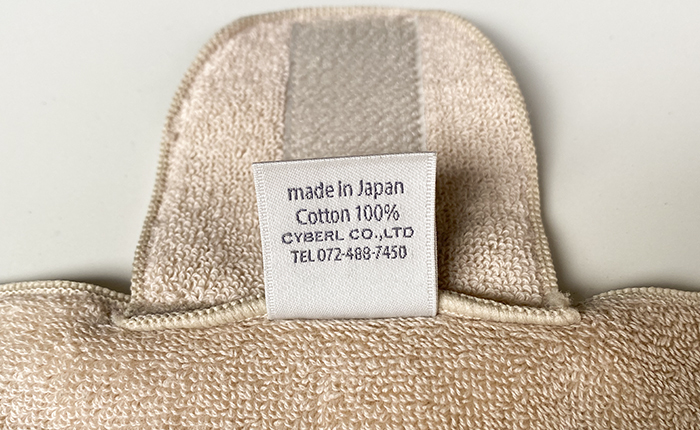 made in Japan
Cotton 100%
CYBERL CO.,LTD
TEL 072-488-7450